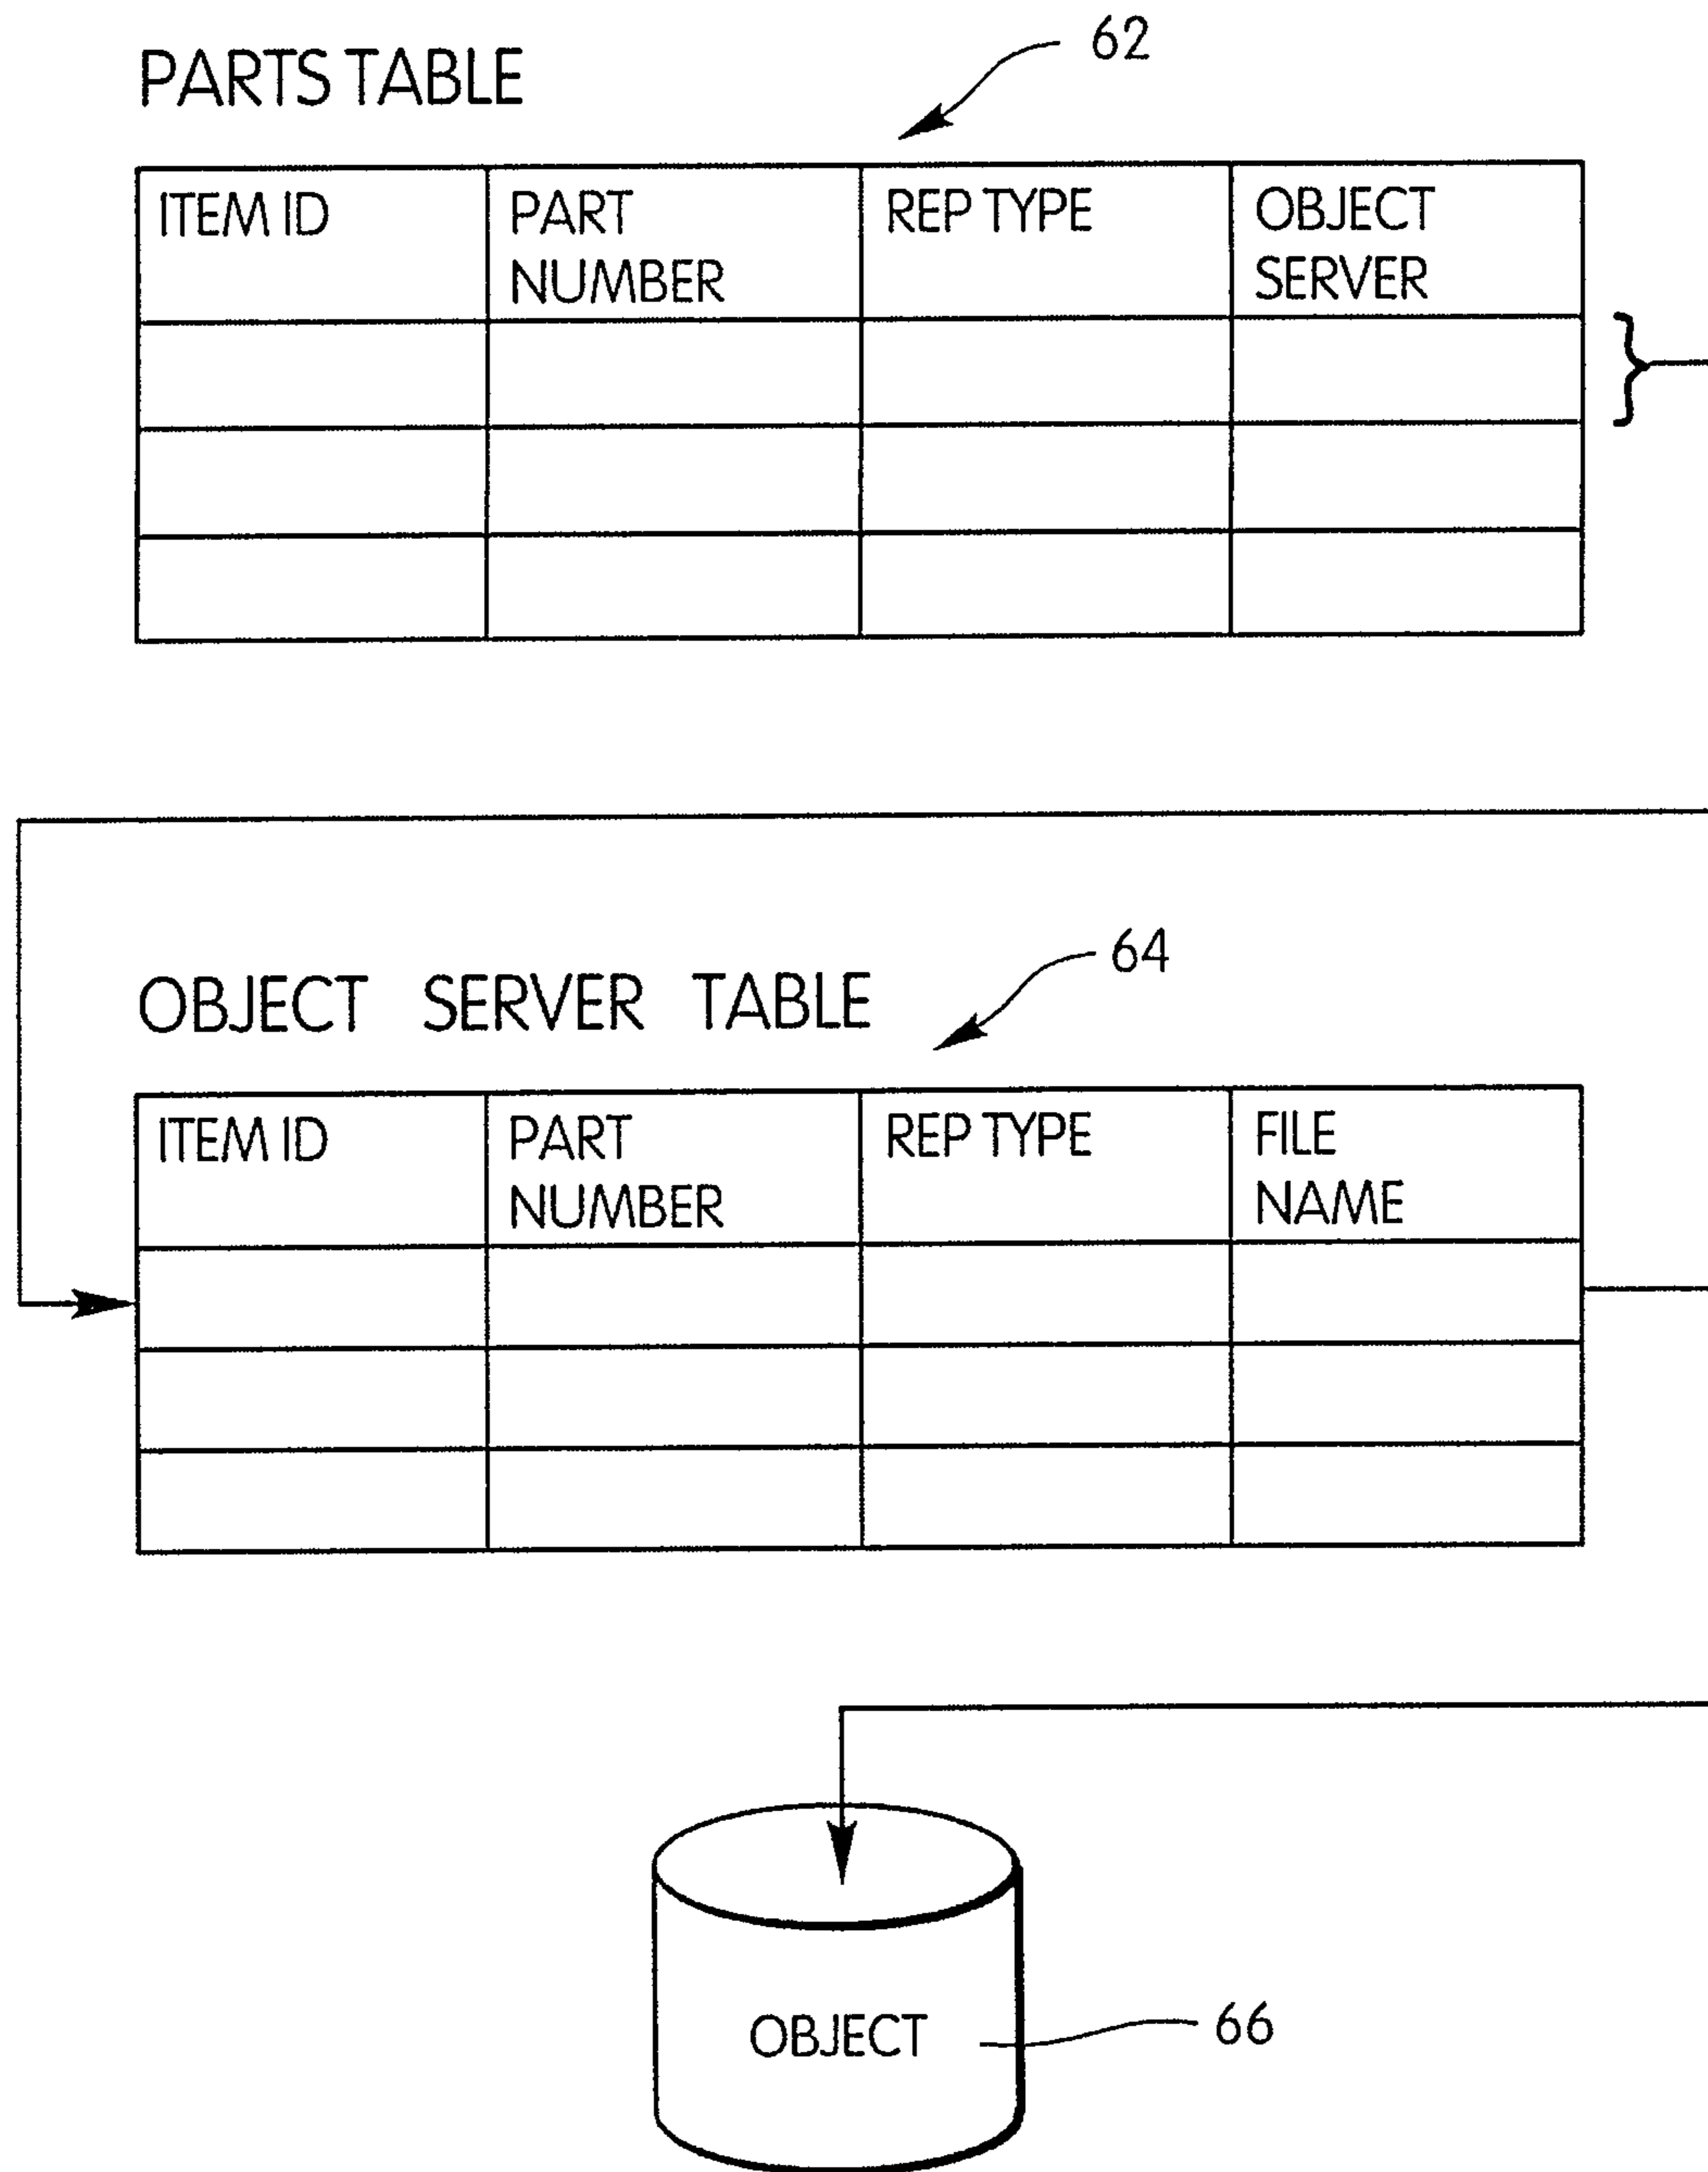 62
PARTS TABLE
ITEM ID
PART
NUMBER
REP TYPE
OBJECT
SERVER
64
OBJECT SERVER TABLE
ITEM ID
PART
NUMBER
REP TYPE
FILE
NAME
OBJECT
66